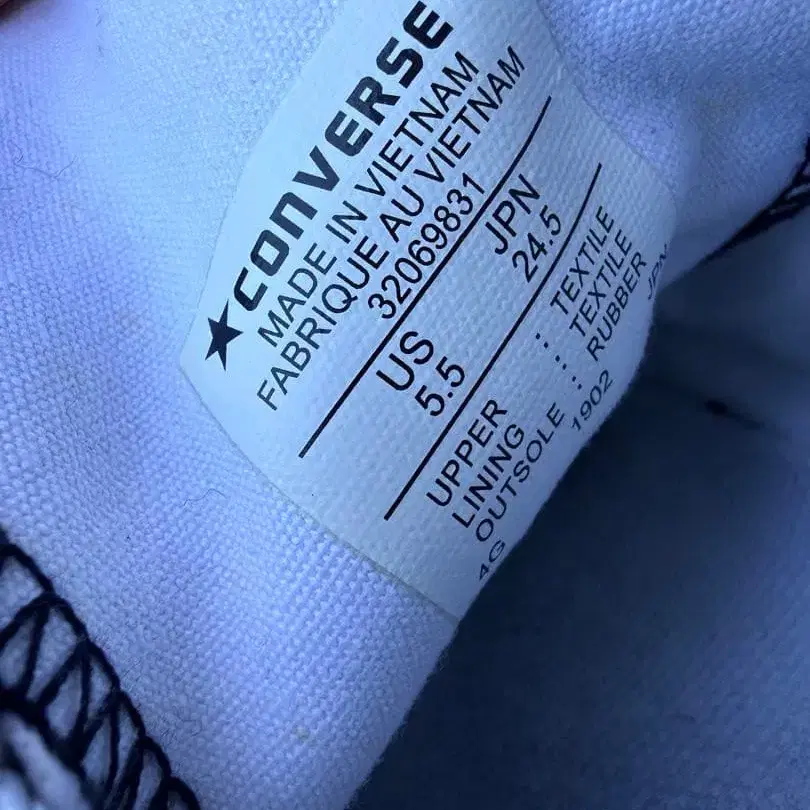 ★CONVERSE
MADE IN VIETNAM
FABRIQUE AU VIETNAM
32069831
US JPN
5.5 24.5
UPPER : TEXTILE
LINING : TEXTILE
OUTSOLE : RUBBER
4G 1902 JPN